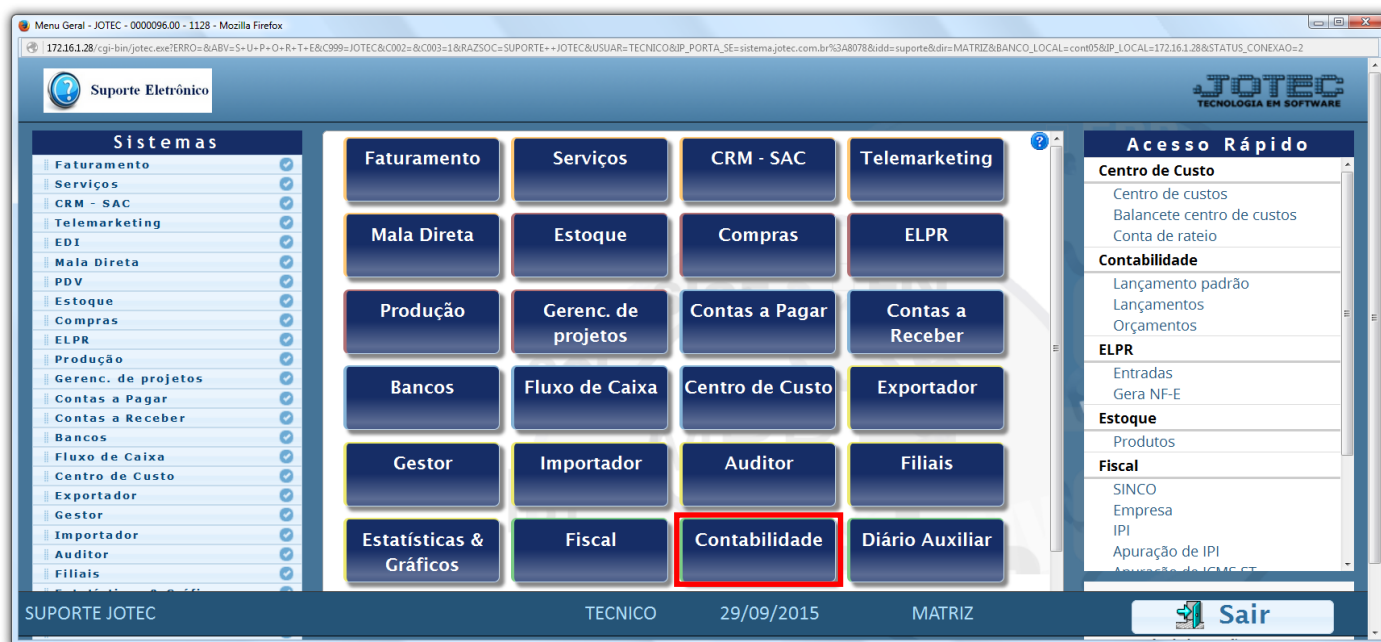 Menu Geral - JOTEC - 0000096.00 - 1128 - Mozilla Firefox
172.16.1.28/cgi-bin/jotec.exe?ERRO=&ABV=S+U+P+O+R+T+E&C999=JOTEC&C002=&C003=1&RAZSOC=SUPORTE++JOTEC&USUAR=TECNICO&IP_PORTA_SE=sistema.jotec.com.br%3A8078&idd=suporte&dir=MATRIZ&BANCO_LOCAL=cont05&IP_LOCAL=172.16.1.28&STATUS_CONEXAO=2
Suporte Eletrônico
JOTEC
TECNOLOGIA EM SOFTWARE
Sistemas
Faturamento
Serviços
CRM - SAC
Telemarketing
EDI
Mala Direta
PDV
Estoque
Compras
ELPR
Produção
Gerenc. de projetos
Contas a Pagar
Contas a Receber
Bancos
Fluxo de Caixa
Centro de Custo
Exportador
Gestor
Importador
Auditor
Filiais
Faturamento Serviços CRM - SAC Telemarketing
Mala Direta Estoque Compras ELPR
Produção Gerenc. de Contas a Pagar Contas a
projetos Receber
Bancos Fluxo de Caixa Centro de Custo Exportador
Gestor Importador Auditor Filiais
Estatísticas & Fiscal Contabilidade Diário Auxiliar
Gráficos
Acesso Rápido
Centro de Custo
Centro de custos
Balancete centro de custos
Conta de rateio
Contabilidade
Lançamento padrão
Lançamentos
Orçamentos
ELPR
Entradas
Gera NF-E
Estoque
Produtos
Fiscal
SINCO
Empresa
IPI
Apuração de IPI
Apuração de ICMS ST
SUPORTE JOTEC TECNICO 29/09/2015 MATRIZ Sair